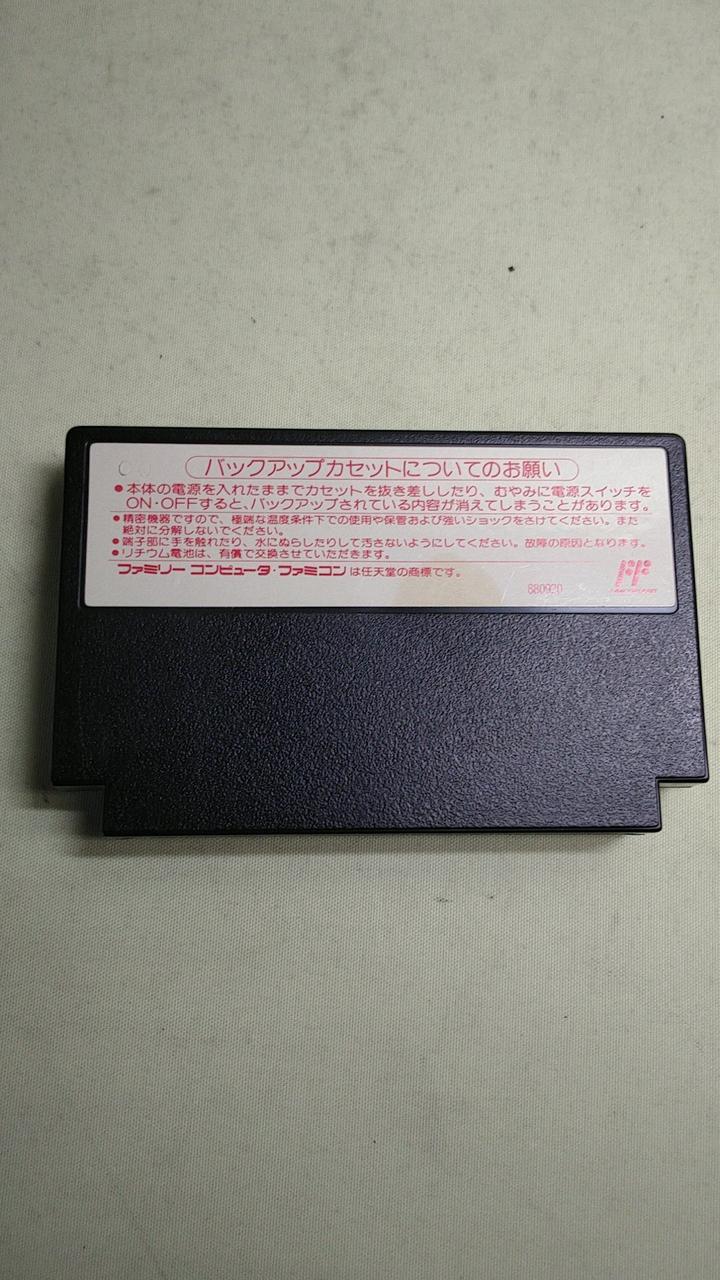 バックアップカセットについてのお願い
●本体の電源を入れたままでカセットを抜き差ししたり、むやみに電源スイッチを
ON・OFFすると、バックアップされている内容が消えてしまうことがあります。
●精密機器ですので、極端な温度条件下での使用や保管および強いショックをさけてください。また
絶対に分解しないでください。
●端子部に手を触れたり、水にぬらしたりして汚さないようにしてください。故障の原因となります。
●リチウム電池は、有償で交換させていただきます。
ファミリー コンピュータ・ファミコンは任天堂の商標です。
880920